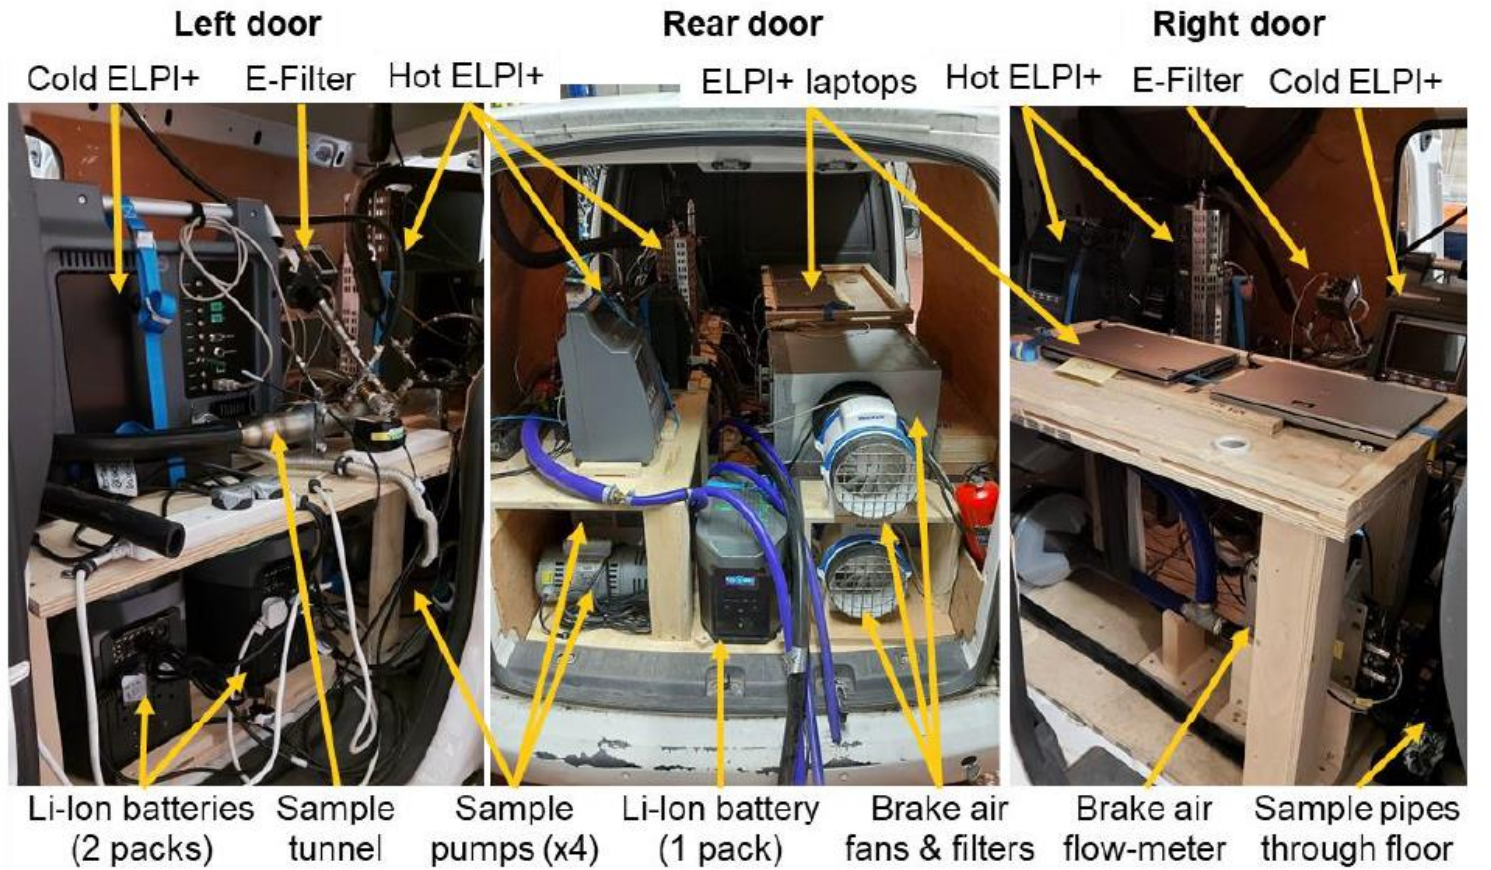 Left door
Rear door
Right door
Cold ELPI+
E-Filter
Hot ELPI+
ELPI+ laptops
Hot ELPI+
E-Filter
Cold ELPI+
Li-Ion batteries
(2 packs)
Sample
tunnel
Sample
pumps (x4)
Li-Ion battery
(1 pack)
Brake air
fans & filters
Brake air
flow-meter
Sample pipes
through floor